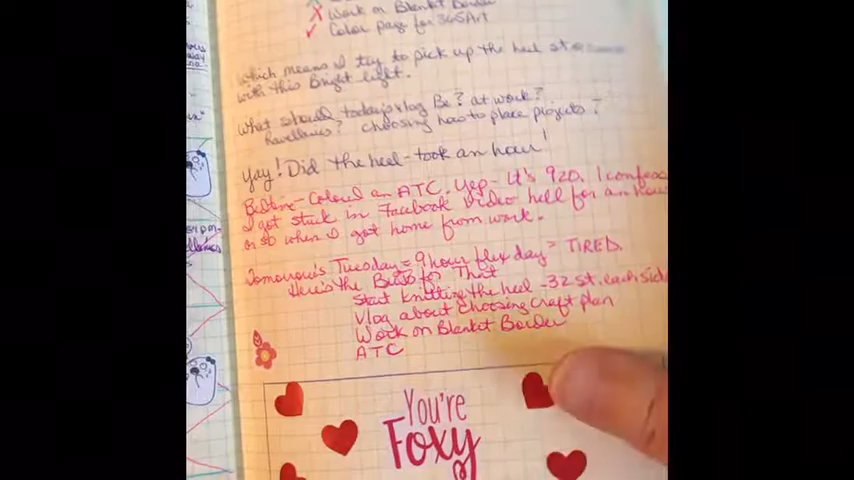 x Work on Blanket Border
✓ Color page for 365 Art
Which means I try to pick up the heel st
with this Bright light.
What should today's vlog Be? at work?
Ravelleries? choosing how to place projects?
Yay! Did the heel - took an hour!
Bedtime - Colored an ATC. Yep - it's 920. I confess
I got stuck in Facebook Video hell for an hour
or so when I got home from work.
Tomorrow's Tuesday = 9 hour flex day = TIRED.
Here's the BuJo for That
Start knitting the heel - 32 st. each side
Vlog about choosing craft plan
Work on Blanket Border
ATC
You're
Foxy